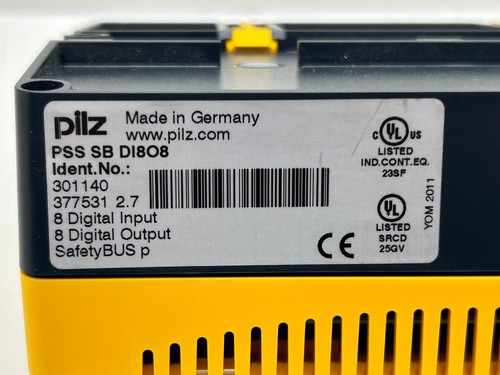 pilz
Made in Germany
www.pilz.com
PSS SB DI8O8
Ident.No.:
301140
377531 2.7
8 Digital Input
8 Digital Output
SafetyBUS p
CE
C UL US
LISTED
IND.CONT.EQ.
23SF
UL
LISTED
SRCD
25GV
YOM 2011